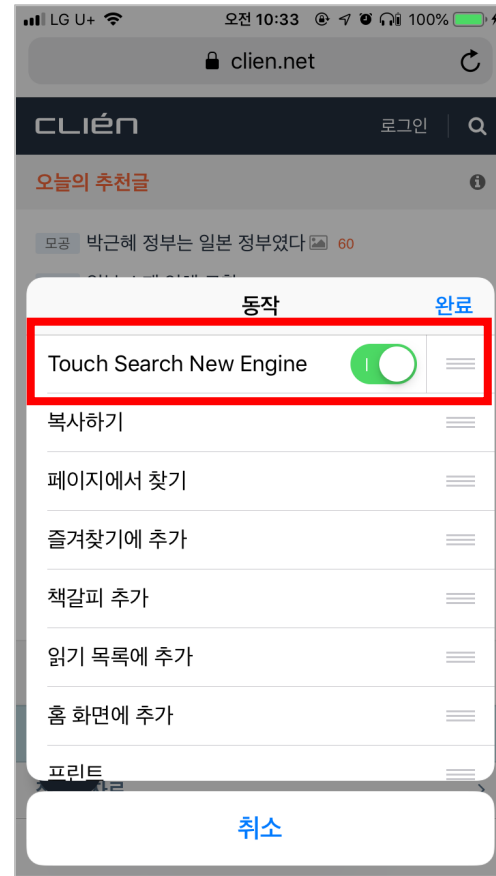 LG U+ 오전 10:33 100%
clien.net
CLIén 로그인
오늘의 추천글
모공 박근혜 정부는 일본 정부였다 60
동작 완료
Touch Search New Engine
복사하기
페이지에서 찾기
즐겨찾기에 추가
책갈피 추가
읽기 목록에 추가
홈 화면에 추가
프린트
취소